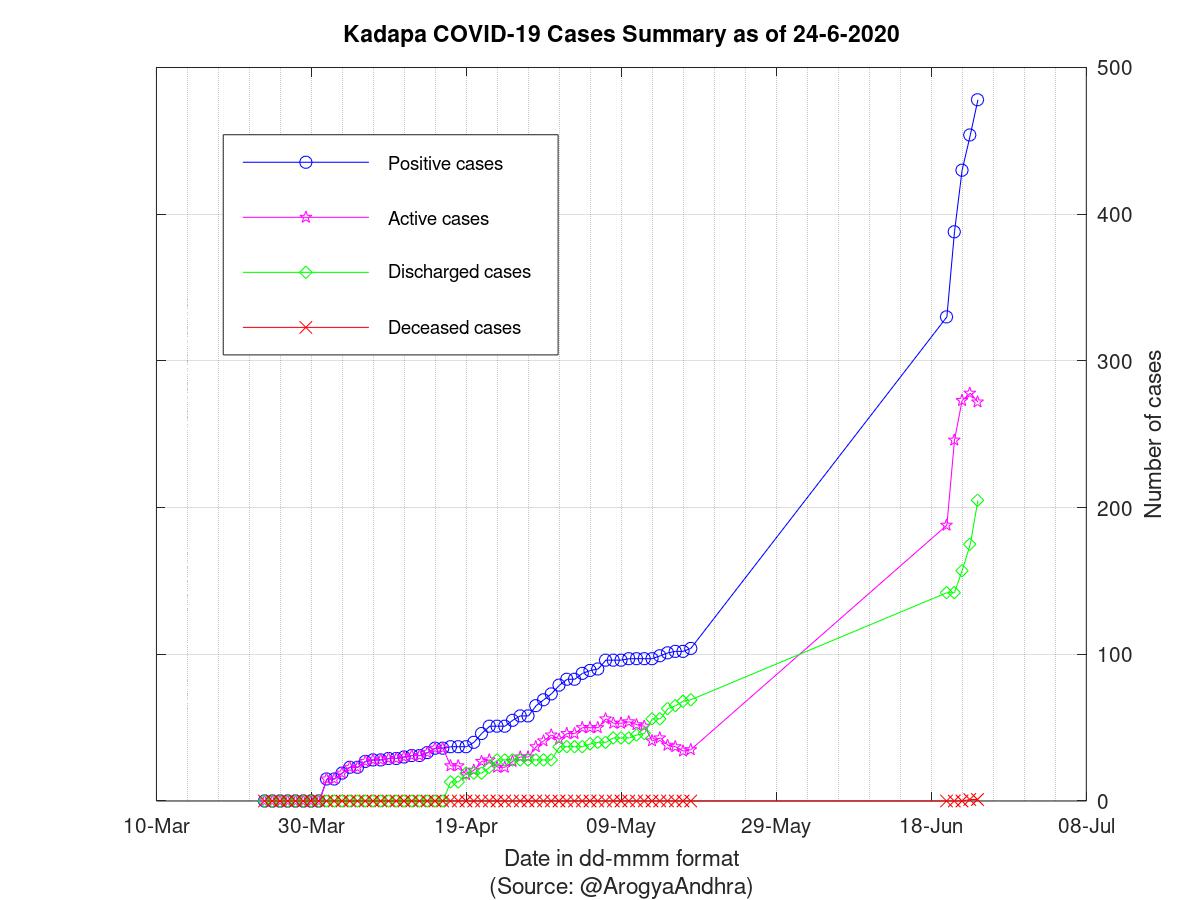 Kadapa COVID-19 Cases Summary as of 24-6-2020
Positive cases
Active cases
Discharged cases
Deceased cases
500
400
300
200
100
0
Number of cases
10-Mar 30-Mar 19-Apr 09-May 29-May 18-Jun 08-Jul
Date in dd-mmm format
(Source: @ArogyaAndhra)